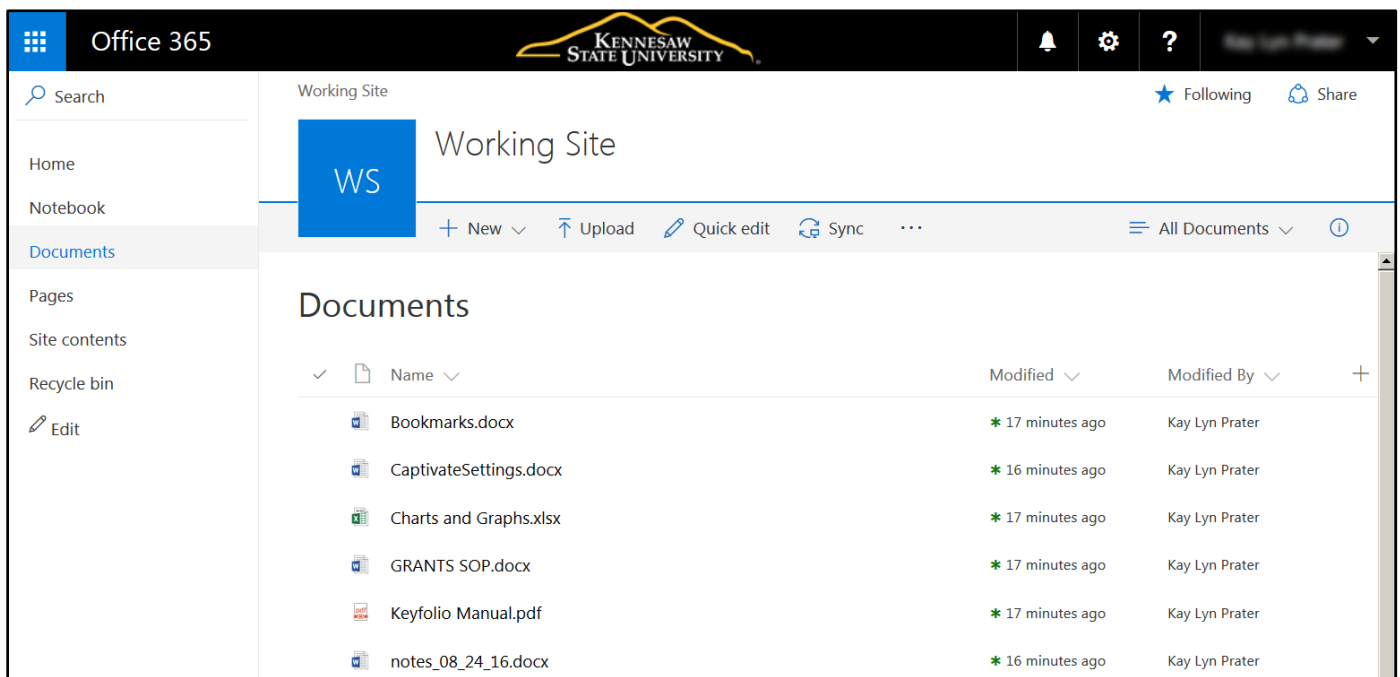 Office 365
KENNESAW
STATE UNIVERSITY
?
Search
Working Site
Following
Share
Home
Notebook
Documents
Pages
Site contents
Recycle bin
Edit
WS
Working Site
New
Upload
Quick edit
Sync
...
All Documents
Documents
Name
Modified
Modified By
Bookmarks.docx 17 minutes ago Kay Lyn Prater
CaptivateSettings.docx 16 minutes ago Kay Lyn Prater
Charts and Graphs.xlsx 17 minutes ago Kay Lyn Prater
GRANTS SOP.docx 17 minutes ago Kay Lyn Prater
Keyfolio Manual.pdf 17 minutes ago Kay Lyn Prater
notes_08_24_16.docx 16 minutes ago Kay Lyn Prater